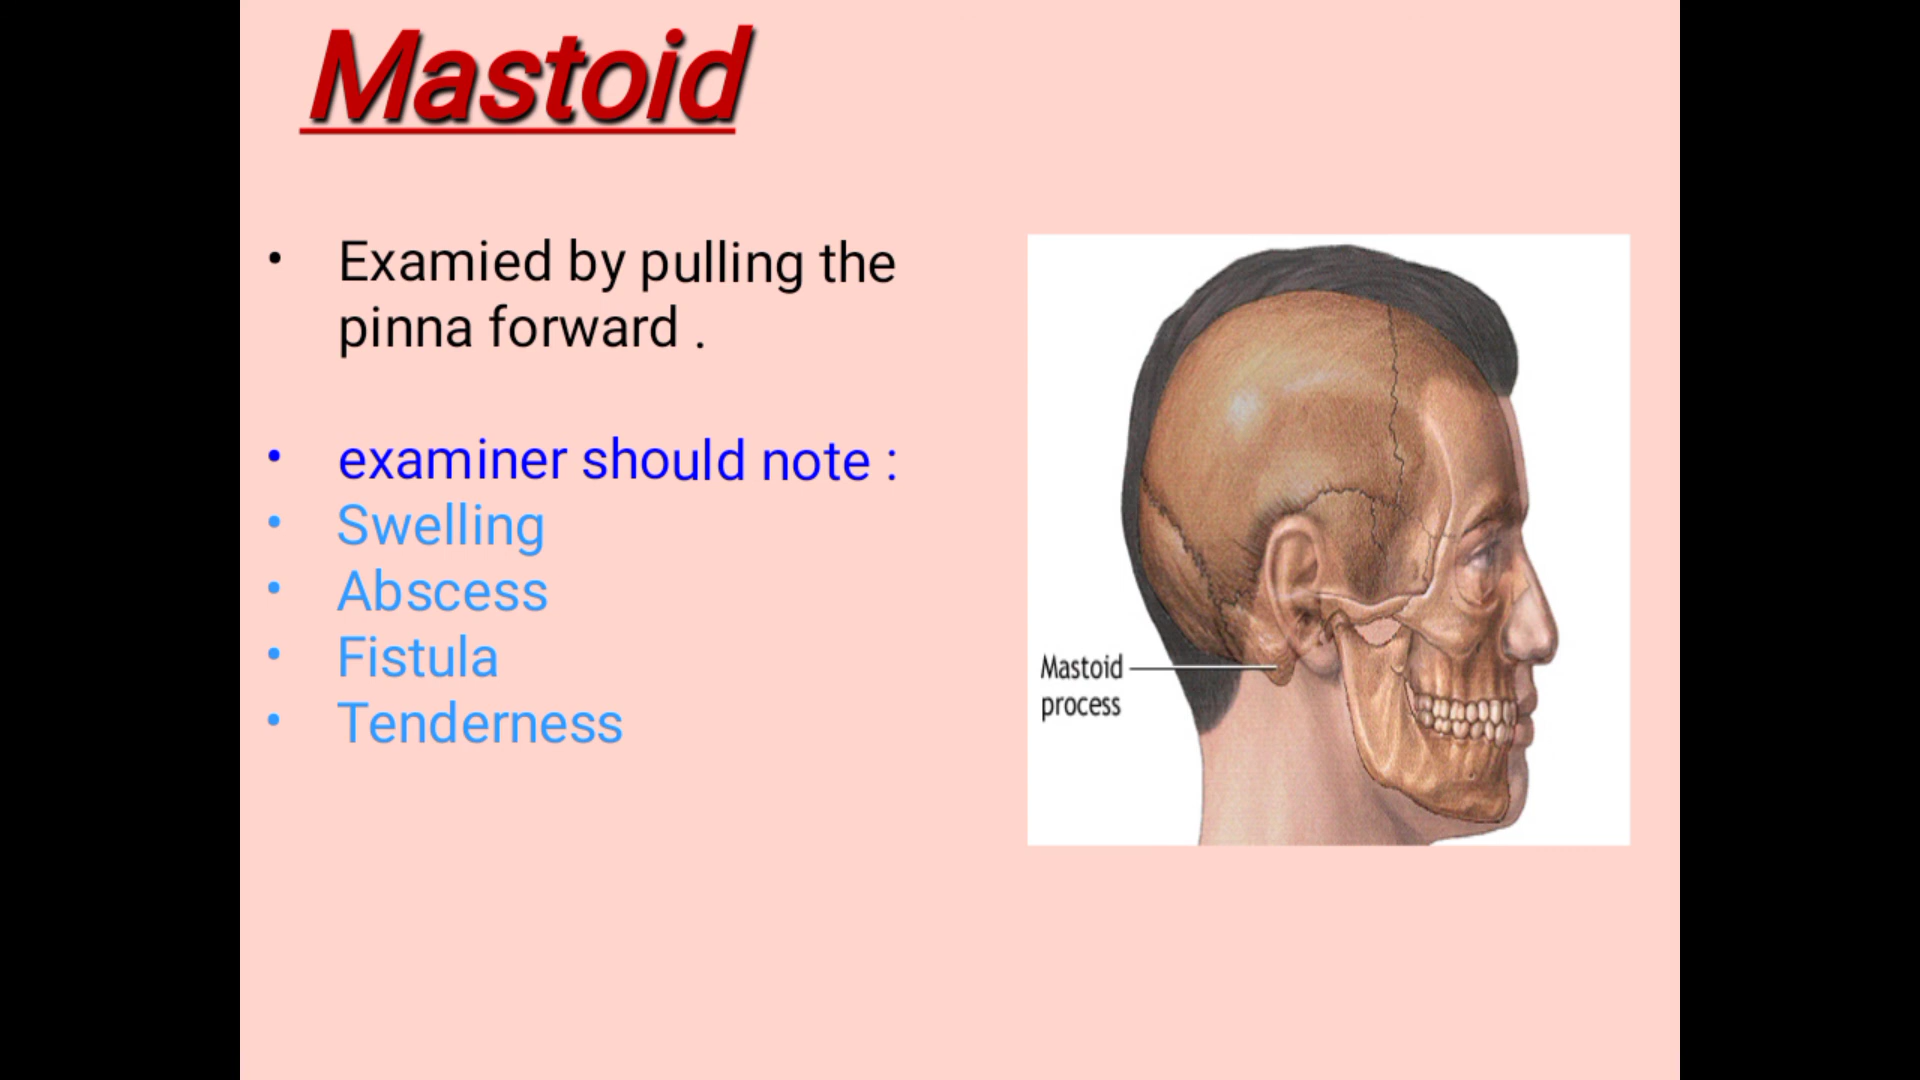 Mastoid
• Examied by pulling the
pinna forward .
• examiner should note :
• Swelling
• Abscess
• Fistula
• Tenderness
Mastoid
process